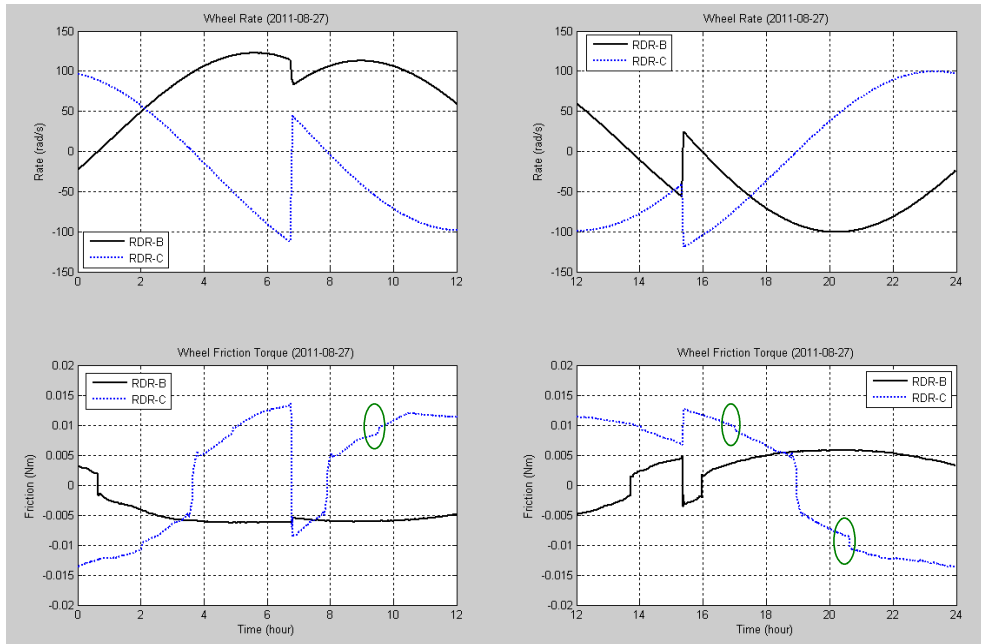 Wheel Rate (2011-08-27)
150
100
50
0
-50
-100
-150
Rate (rad/s)
RDR-B
RDR-C
0 2 4 6 8 10 12
Wheel Rate (2011-08-27)
150
100
50
0
-50
-100
-150
Rate (rad/s)
RDR-B
RDR-C
12 14 16 18 20 22 24
Wheel Friction Torque (2011-08-27)
0.02
0.015
0.01
0.005
0
-0.005
-0.01
-0.015
-0.02
Friction (Nm)
RDR-B
RDR-C
0 2 4 6 8 10 12
Time (hour)
Wheel Friction Torque (2011-08-27)
0.02
0.015
0.01
0.005
0
-0.005
-0.01
-0.015
-0.02
Friction (Nm)
RDR-B
RDR-C
12 14 16 18 20 22 24
Time (hour)